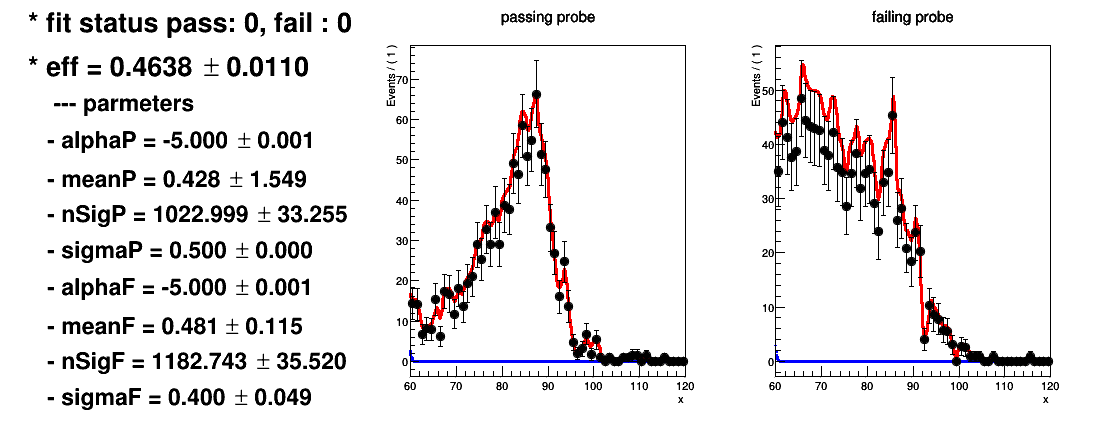 * fit status pass: 0, fail : 0
* eff = 0.4638 ± 0.0110
--- parmeters
- alphaP = -5.000 ± 0.001
- meanP = 0.428 ± 1.549
- nSigP = 1022.999 ± 33.255
- sigmaP = 0.500 ± 0.000
- alphaF = -5.000 ± 0.001
- meanF = 0.481 ± 0.115
- nSigF = 1182.743 ± 35.520
- sigmaF = 0.400 ± 0.049
passing probe
Events / ( 1 )
70
60
50
40
30
20
10
0
60 70 80 90 100 110 120
x
failing probe
Events / ( 1 )
50
40
30
20
10
0
60 70 80 90 100 110 120
x